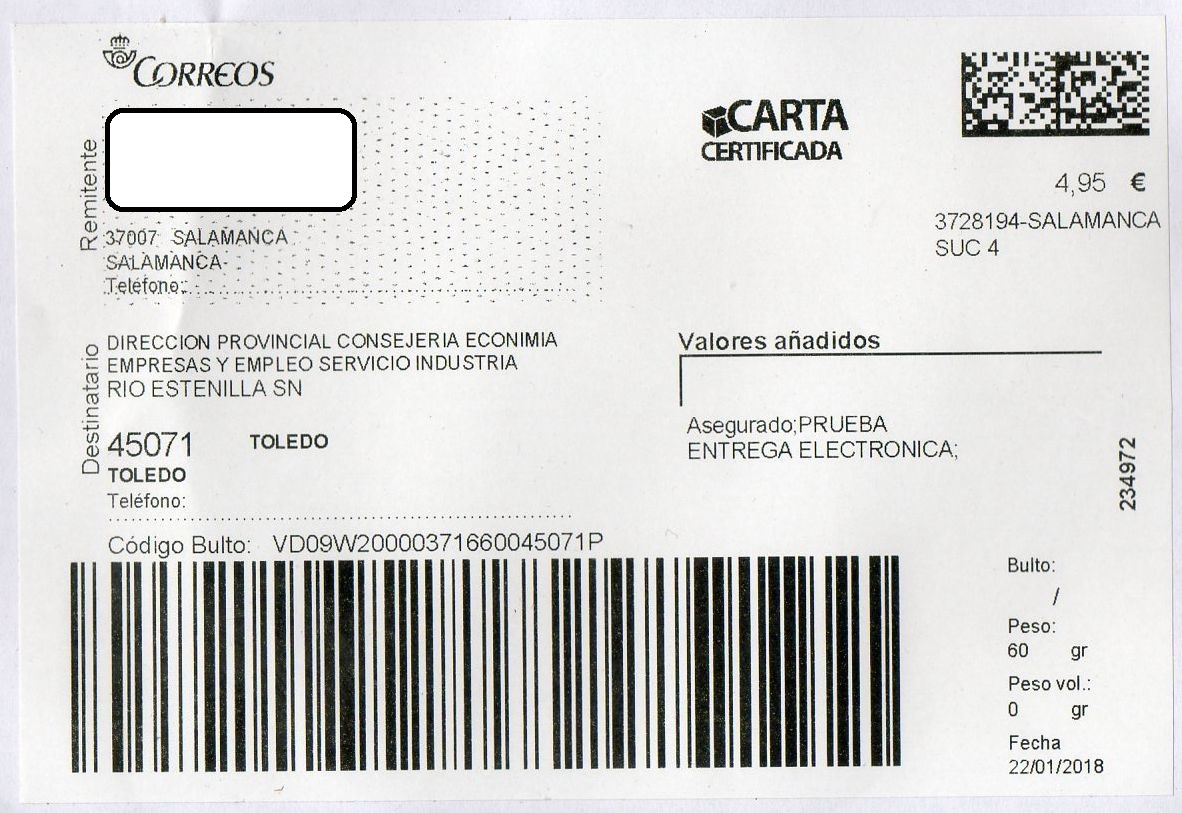 CORREOS
Remitente
37007 SALAMANCA
SALAMANCA
Teléfono:
CARTA
CERTIFICADA
4,95 €
3728194-SALAMANCA
SUC 4
Destinatario
DIRECCION PROVINCIAL CONSEJERIA ECONIMIA
EMPRESAS Y EMPLEO SERVICIO INDUSTRIA
RIO ESTENILLA SN
45071 TOLEDO
TOLEDO
Teléfono:
Valores añadidos
Asegurado;PRUEBA
ENTREGA ELECTRONICA;
234972
Código Bulto: VD09W20000371660045071P
Bulto:
/
Peso:
60 gr
Peso vol.:
0 gr
Fecha
22/01/2018